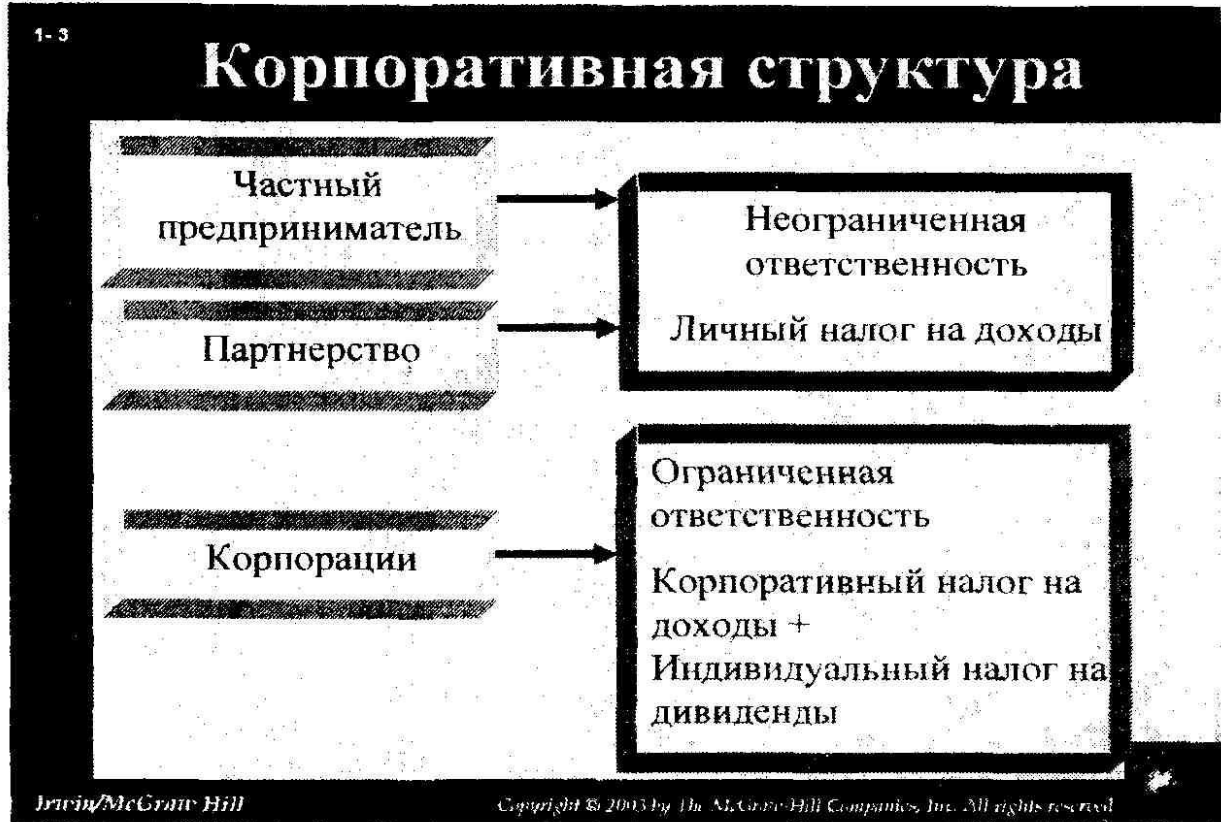 1- 3
Корпоративная структура
Частный
предприниматель
Неограниченная
ответственность
Личный налог на доходы
Партнерство
Корпорации
Ограниченная
ответственность
Корпоративный налог на
доходы +
Индивидуальный налог на
дивиденды
Irwin/McGraw Hill
Copyright © 2003 by The McGraw-Hill Companies, Inc. All rights reserved